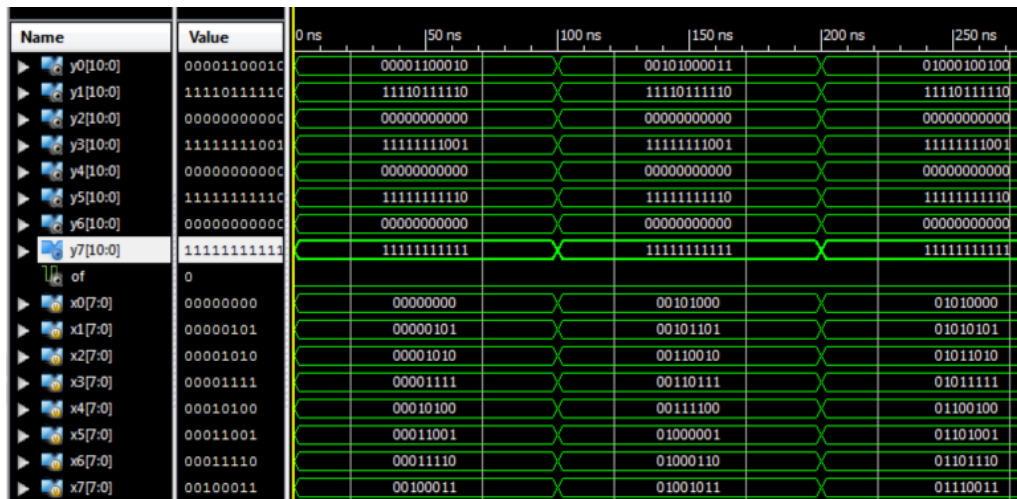 Name Value 0 ns 50 ns 100 ns 150 ns 200 ns 250 ns
y0[10:0] 00001100010 00001100010 00101000011 01000100100
y1[10:0] 11110111110 11110111110 11110111110 11110111110
y2[10:0] 00000000000 00000000000 00000000000 00000000000
y3[10:0] 11111111001 11111111001 11111111001 11111111001
y4[10:0] 00000000000 00000000000 00000000000 00000000000
y5[10:0] 11111111110 11111111110 11111111110 11111111110
y6[10:0] 00000000000 00000000000 00000000000 00000000000
y7[10:0] 11111111111 11111111111 11111111111 11111111111
of 0
x0[7:0] 00000000 00000000 00101000 01010000
x1[7:0] 00000101 00000101 00101101 01010101
x2[7:0] 00001010 00001010 00110010 01011010
x3[7:0] 00001111 00001111 00110111 01011111
x4[7:0] 00010100 00010100 00111100 01100100
x5[7:0] 00011001 00011001 01000001 01101001
x6[7:0] 00011110 00011110 01000110 01101110
x7[7:0] 00100011 00100011 01001011 01110011